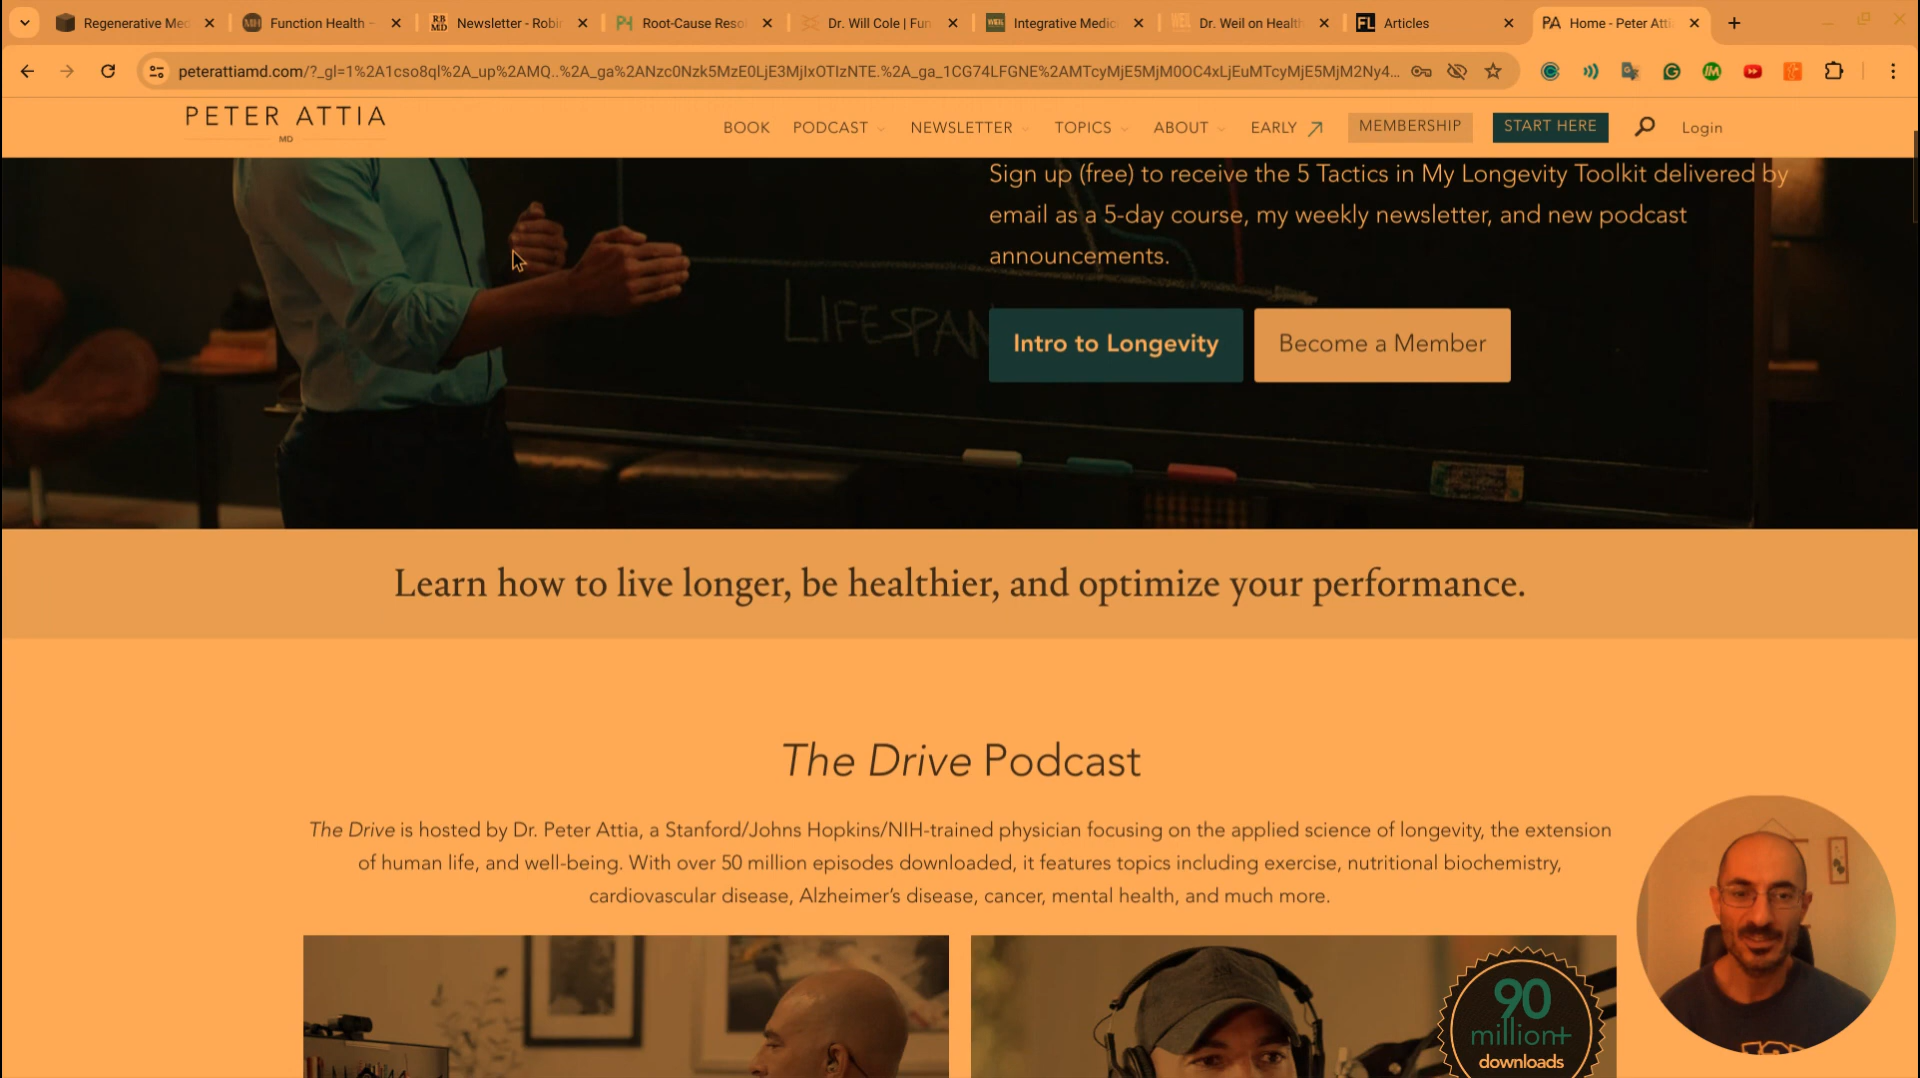 Regenerative Med
Function Health -
RB
MD
Newsletter - Robin
Root-Cause Reso
Dr. Will Cole | Fun
Integrative Medic
Dr. Weil on Health
FL
Articles
PA
Home - Peter Atti
peterattiamd.com/?_gl=1%2A1cso8ql%2A_up%2AMQ..%2A_ga%2ANzc0Nzk5MzE0LjE3MjIxOTIzNTE.%2A_ga_1CG74LFGNE%2AMTcyMjE5MjM0OC4xLjEuMTcyMjE5MjM2Ny4...
PETER ATTIA
MD
BOOK PODCAST NEWSLETTER TOPICS ABOUT EARLY MEMBERSHIP START HERE Login
Sign up (free) to receive the 5 Tactics in My Longevity Toolkit delivered by
email as a 5-day course, my weekly newsletter, and new podcast
announcements.
LIFESPAN
Intro to Longevity
Become a Member
Learn how to live longer, be healthier, and optimize your performance.
The Drive Podcast
The Drive is hosted by Dr. Peter Attia, a Stanford/Johns Hopkins/NIH-trained physician focusing on the applied science of longevity, the extension
of human life, and well-being. With over 50 million episodes downloaded, it features topics including exercise, nutritional biochemistry,
cardiovascular disease, Alzheimer's disease, cancer, mental health, and much more.
90
million+
downloads